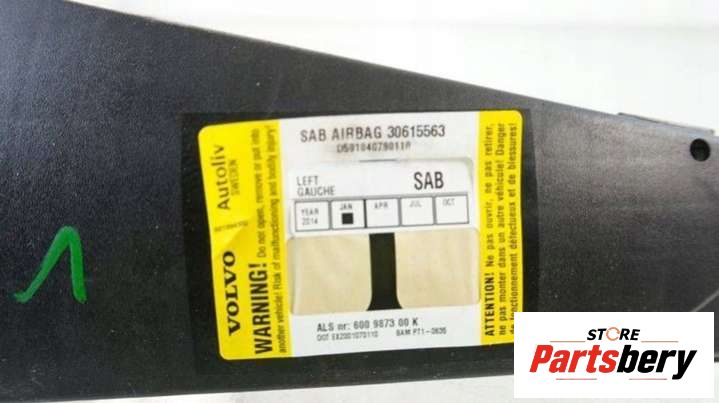 SAB AIRBAG 30615563
LEFT
GAUCHE
SAB
YEAR
2014
JAN
APR
JUL
OCT
ALS nr: 600 9873 00 K
Autoliv
SWEDEN
VOLVO
WARNING! Do not open, remove or put into
another vehicle! Risk of malfunctioning and bodily injury!
ATTENTION! Ne pas ouvrir, ne pas retirer,
ne pas monter dans un autre véhicule! Danger
de fonctionnement défectueux et de blessures!
1
STORE
Partsbery